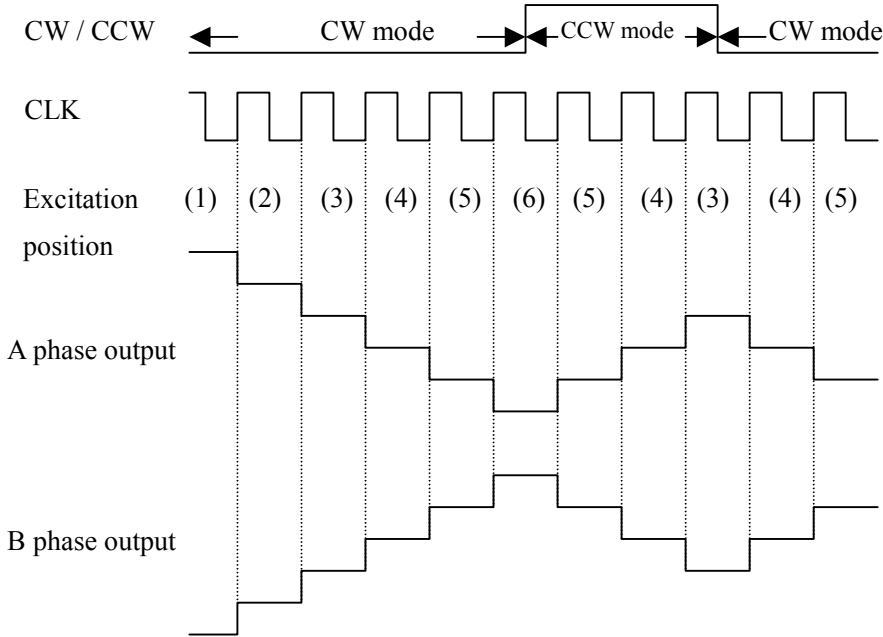 CW / CCW CW mode CCW mode CW mode
CLK
Excitation (1) (2) (3) (4) (5) (6) (5) (4) (3) (4) (5)
position
A phase output
B phase output